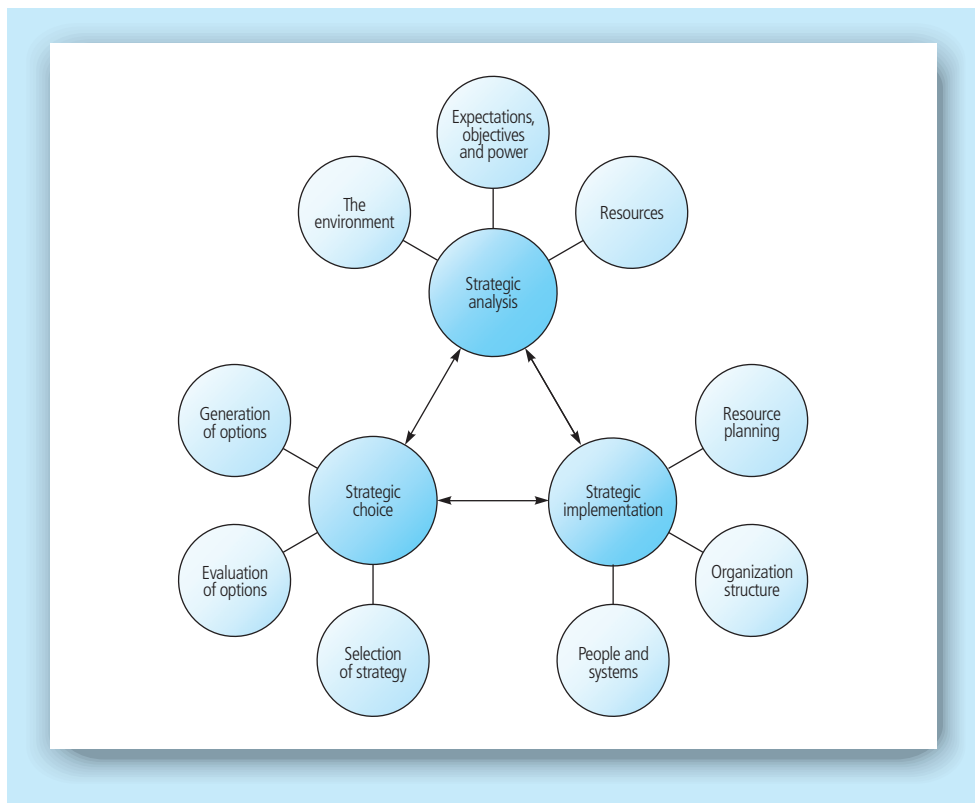 Expectations,
objectives
and power
The
environment
Resources
Strategic
analysis
Generation
of options
Resource
planning
Strategic
choice
Strategic
implementation
Evaluation
of options
Organization
structure
Selection
of strategy
People and
systems